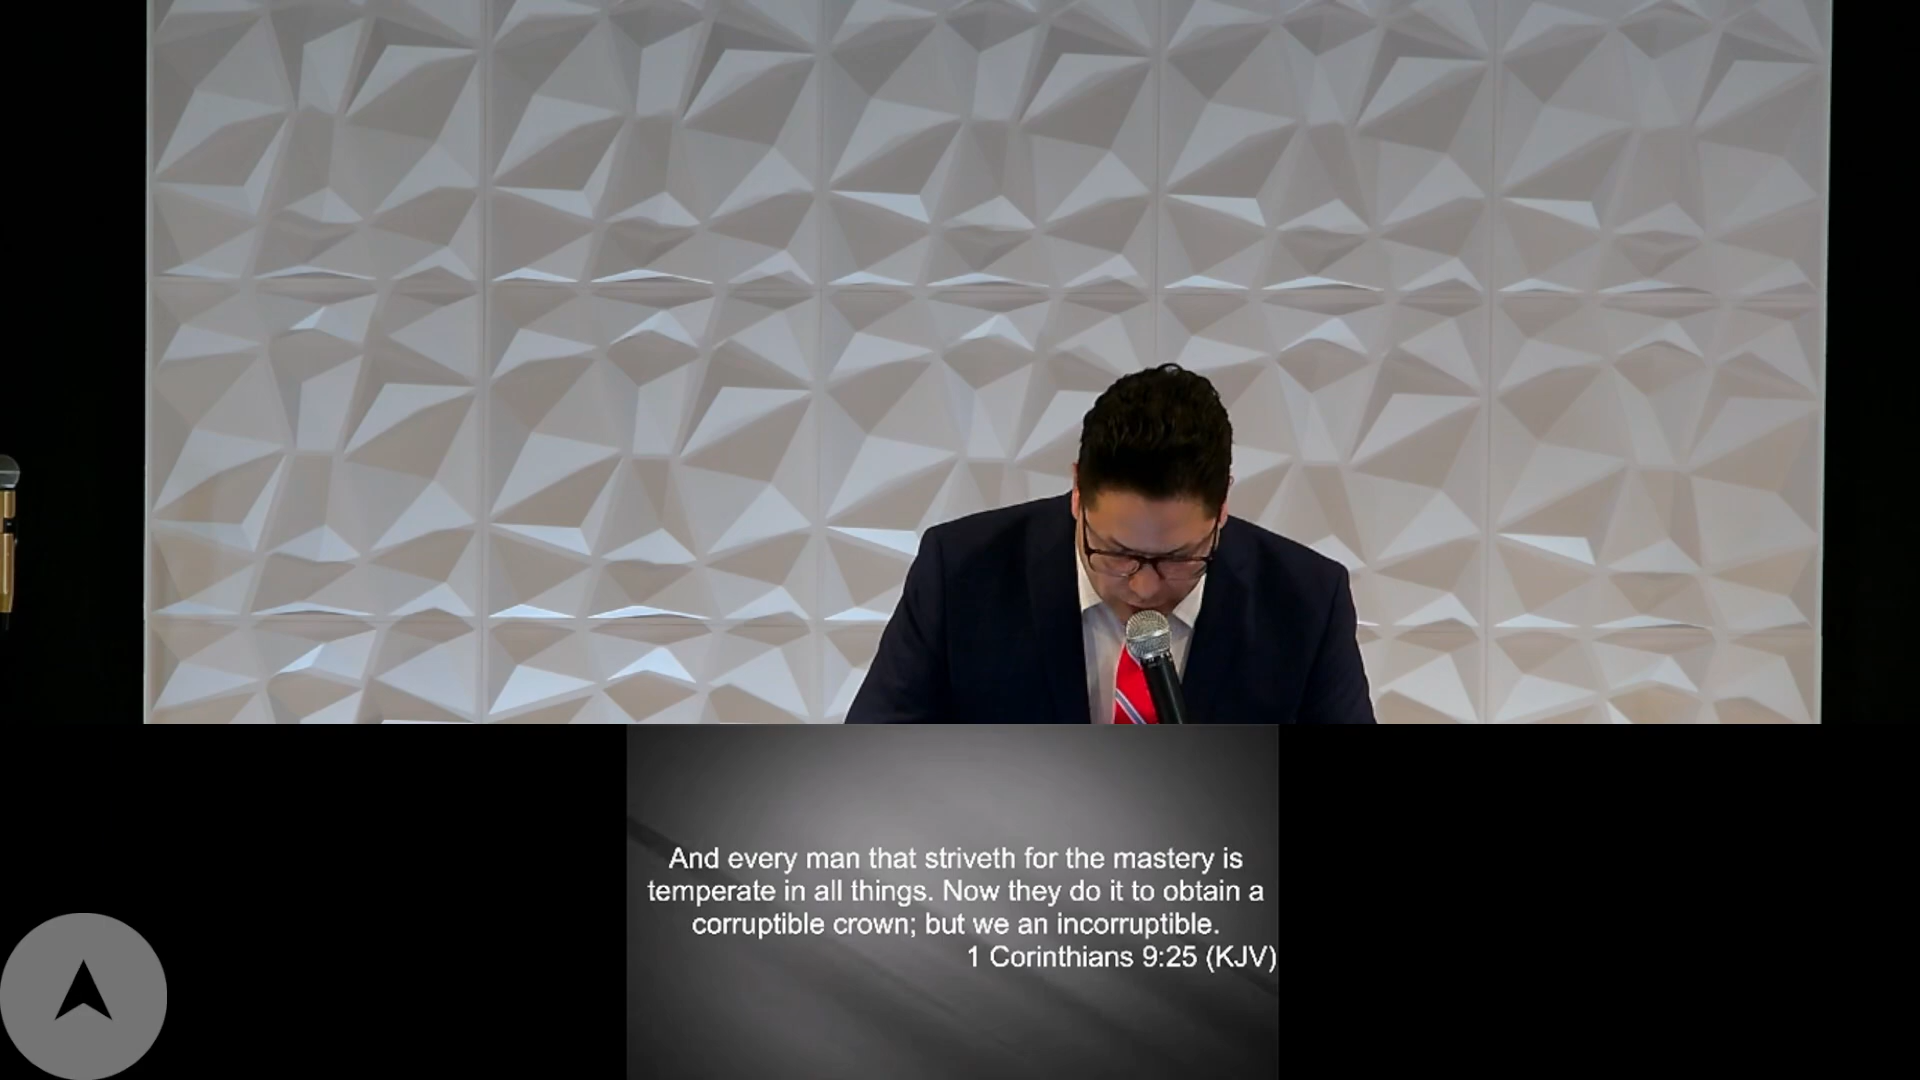 And every man that striveth for the mastery is
temperate in all things. Now they do it to obtain a
corruptible crown; but we an incorruptible.
1 Corinthians 9:25 (KJV)